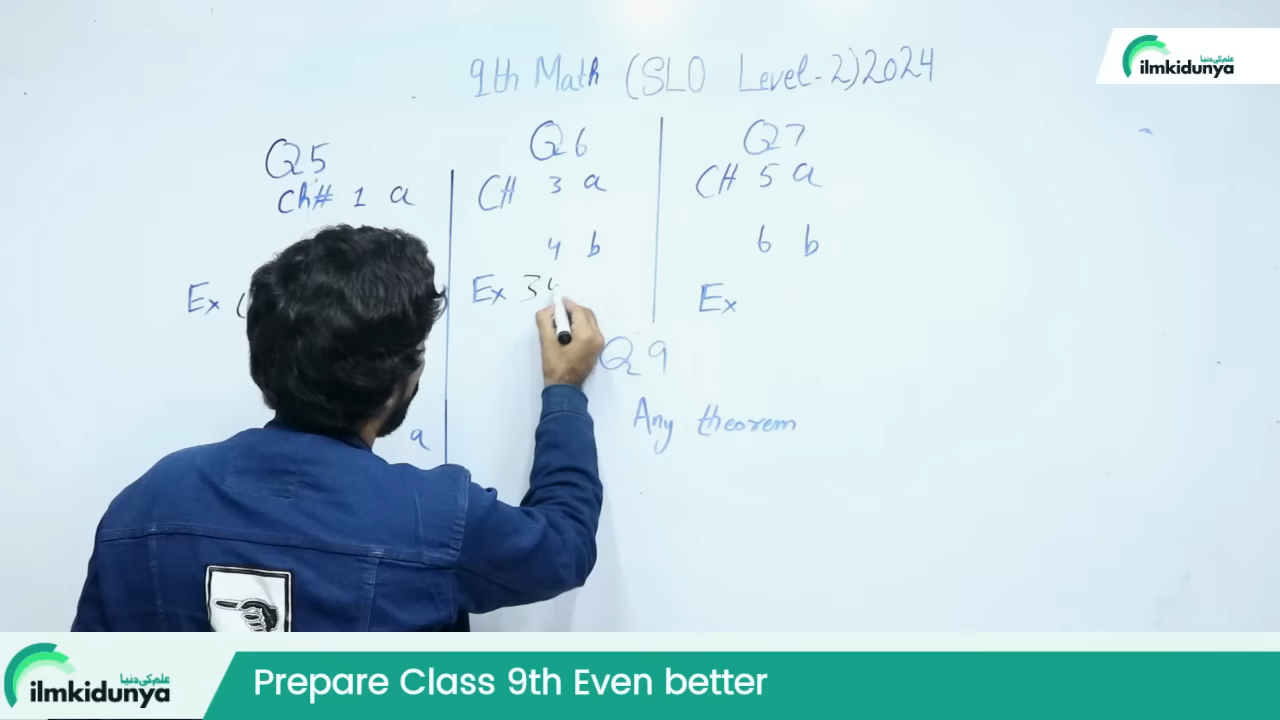 علم کی دنیا
ilmkidunya
9th Math (SLO Level-2)2024
Q5
Ch# 1 a
Ex
a
Q6
CH 3 a
4 b
Ex 3
Q7
CH 5 a
6 b
Ex
Q9
Any theorem
علم کی دنیا
ilmkidunya
Prepare Class 9th Even better